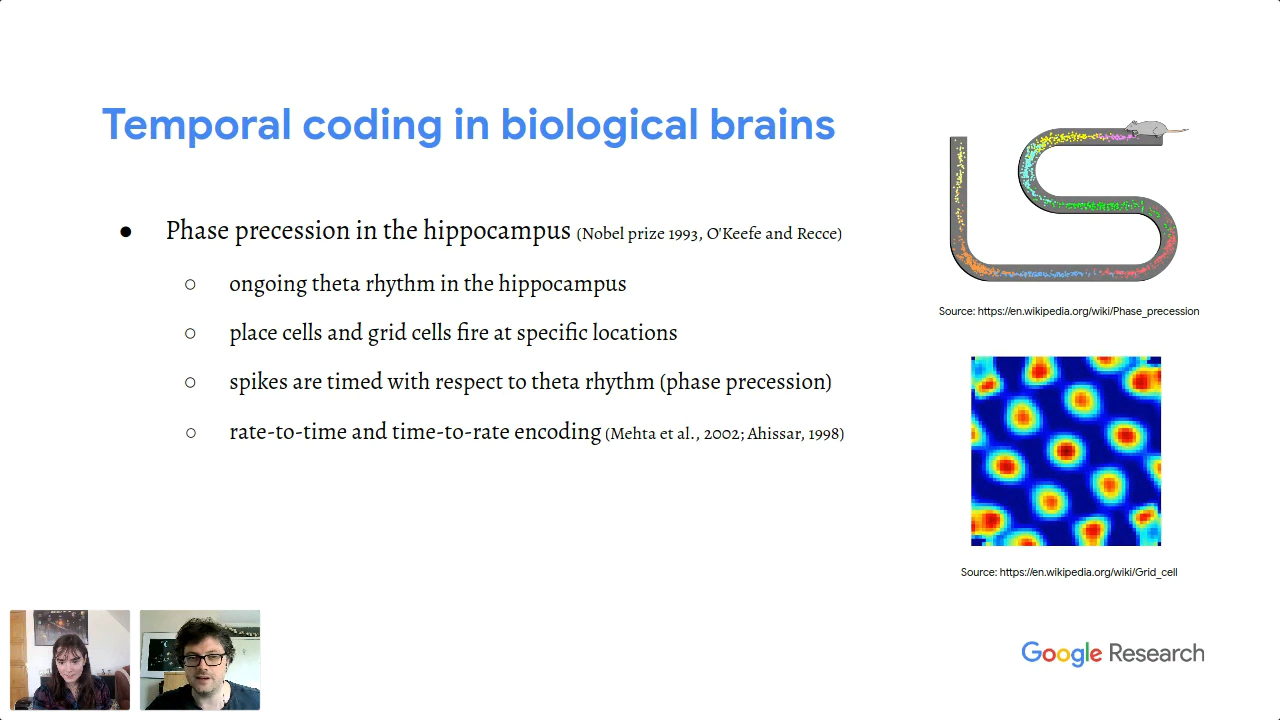 Temporal coding in biological brains
● Phase precession in the hippocampus (Nobel prize 1993, O'Keefe and Recce)
○ ongoing theta rhythm in the hippocampus
○ place cells and grid cells fire at specific locations
○ spikes are timed with respect to theta rhythm (phase precession)
○ rate-to-time and time-to-rate encoding (Mehta et al., 2002; Ahissar, 1998)
Source: https://en.wikipedia.org/wiki/Phase_precession
Source: https://en.wikipedia.org/wiki/Grid_cell
Google Research